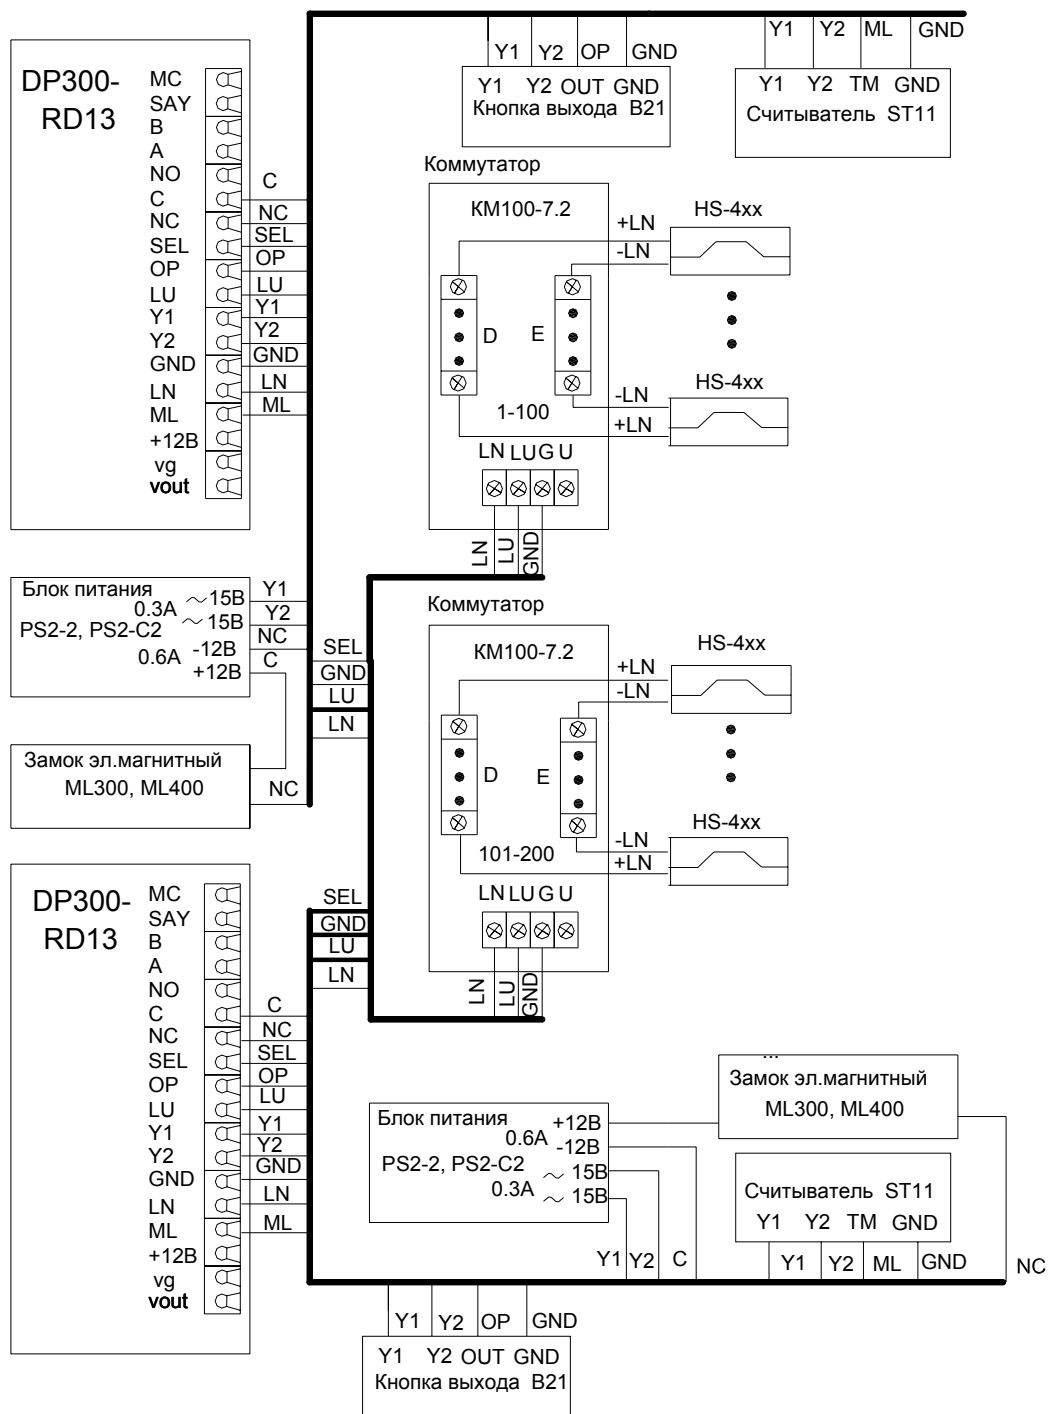 Y1 Y2 OP GND
Y1 Y2 OUT GND
Кнопка выхода B21
Y1 Y2 ML GND
Y1 Y2 TM GND
Считыватель ST11
DP300-
RD13
MC
SAY
B
A
NO
C
NC
SEL
OP
LU
Y1
Y2
GND
LN
ML
+12В
vg
vout
C
NC
SEL
OP
LU
Y1
Y2
GND
LN
ML
Коммутатор
КМ100-7.2
D
E
1-100
LN LU G U
LN
LU
GND
+LN
-LN
HS-4xx
HS-4xx
-LN
+LN
Блок питания
0.3А ~15В
~15В
PS2-2, PS2-C2
0.6А -12В
+12В
Y1
Y2
NC
C
Замок эл.магнитный
ML300, ML400
NC
SEL
GND
LU
LN
Коммутатор
КМ100-7.2
D
E
101-200
LN LU G U
LN
LU
GND
+LN
-LN
HS-4xx
HS-4xx
-LN
+LN
DP300-
RD13
MC
SAY
B
A
NO
C
NC
SEL
OP
LU
Y1
Y2
GND
LN
ML
+12В
vg
vout
C
NC
SEL
OP
LU
Y1
Y2
GND
LN
ML
SEL
GND
LU
LN
Блок питания
+12В
0.6А -12В
PS2-2, PS2-C2
~ 15В
0.3А ~ 15В
Y1 Y2 C
...
Замок эл.магнитный
ML300, ML400
Считыватель ST11
Y1 Y2 TM GND
Y1 Y2 ML GND
NC
Y1 Y2 OP GND
Y1 Y2 OUT GND
Кнопка выхода B21